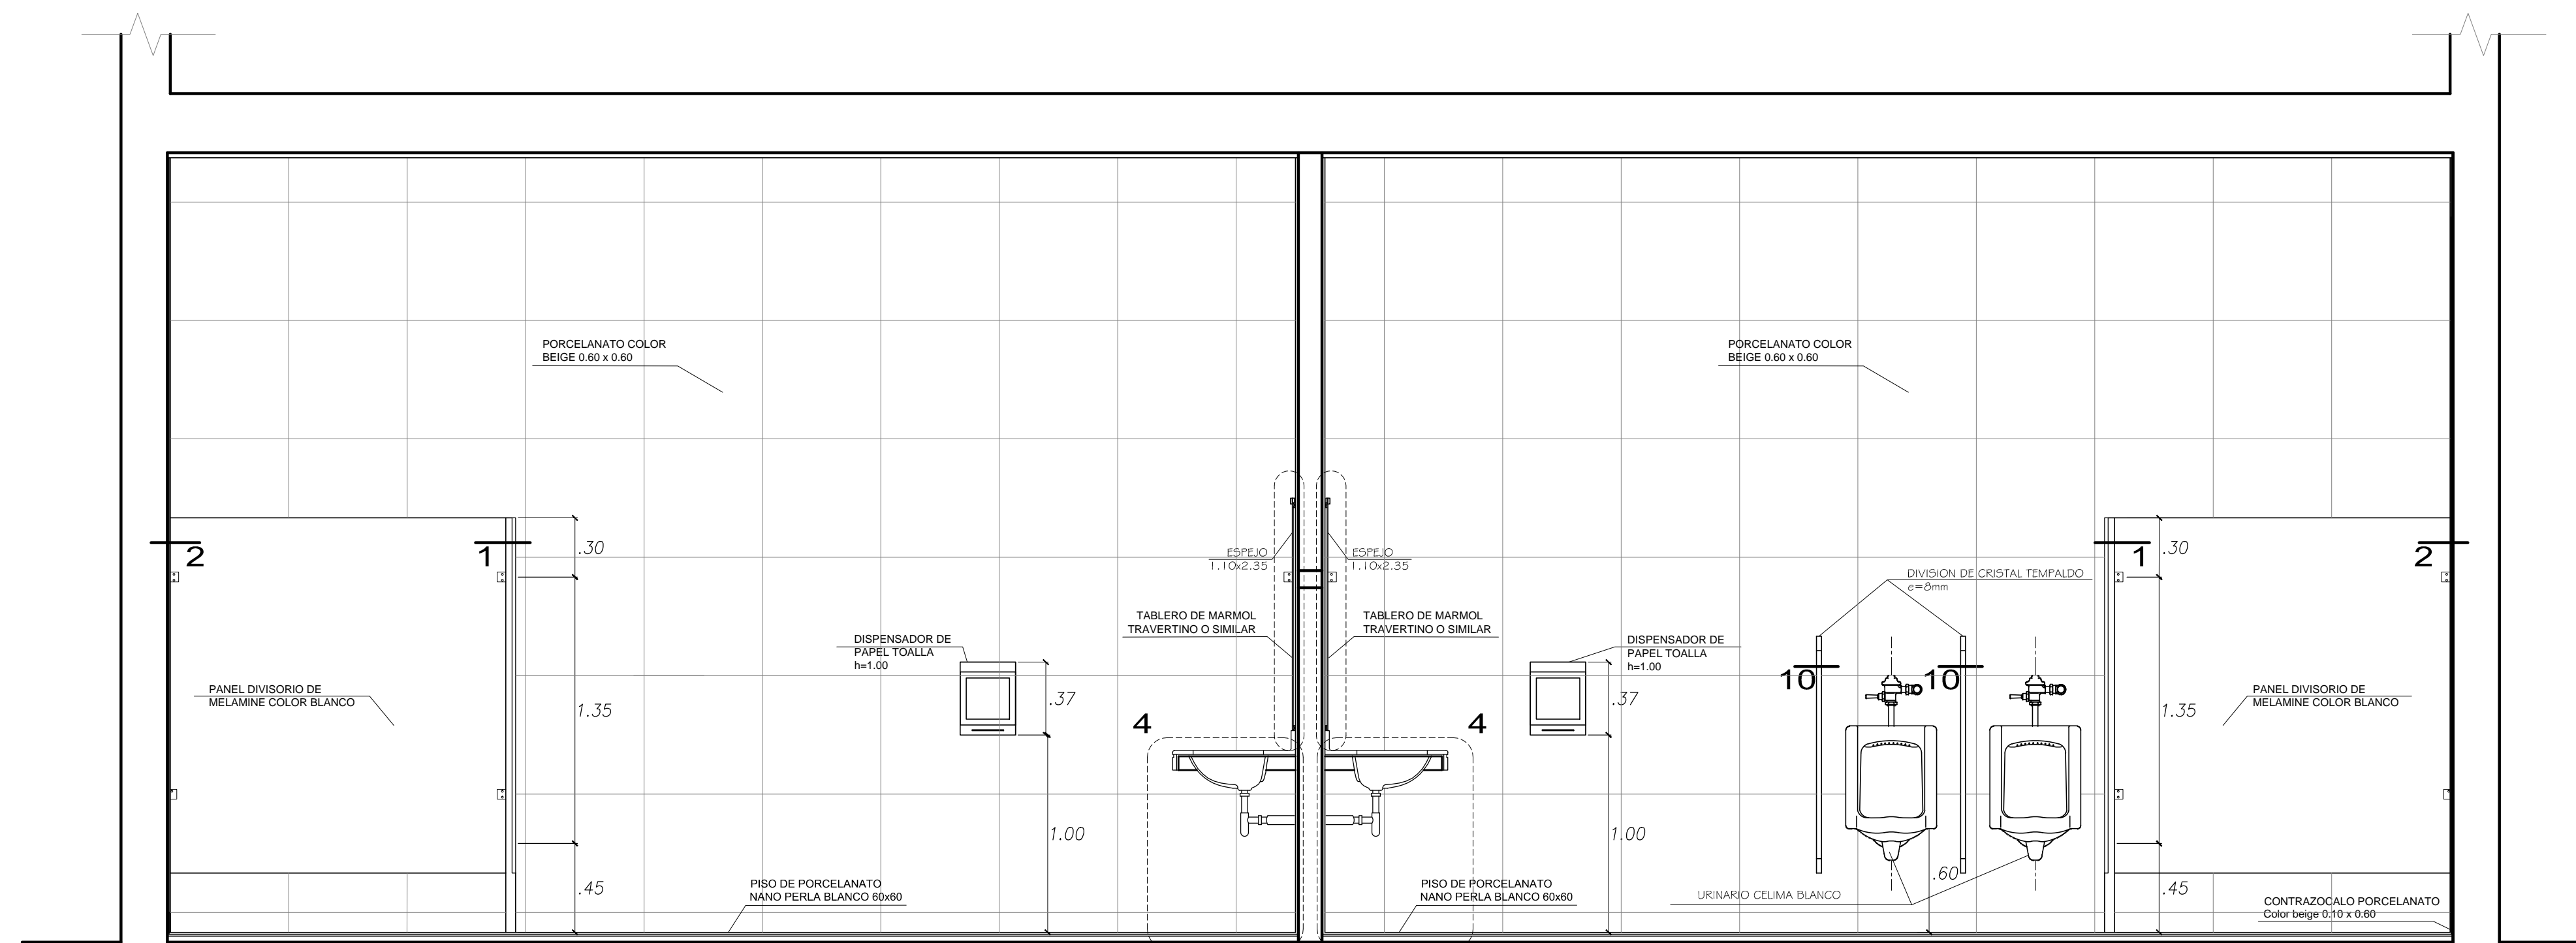 PORCELANATO COLOR
BEIGE 0.60 x 0.60
PORCELANATO COLOR
BEIGE 0.60 x 0.60
2
1
.30
ESPEJO
1.10x2.35
ESPEJO
1.10x2.35
1
.30
2
DIVISION DE CRISTAL TEMPALDO
e=8mm
TABLERO DE MARMOL
TRAVERTINO O SIMILAR
TABLERO DE MARMOL
TRAVERTINO O SIMILAR
DISPENSADOR DE
PAPEL TOALLA
h=1.00
DISPENSADOR DE
PAPEL TOALLA
h=1.00
PANEL DIVISORIO DE
MELAMINE COLOR BLANCO
1.35
.37
4
4
.37
10
10
1.35
PANEL DIVISORIO DE
MELAMINE COLOR BLANCO
1.00
1.00
.45
PISO DE PORCELANATO
NANO PERLA BLANCO 60x60
PISO DE PORCELANATO
NANO PERLA BLANCO 60x60
URINARIO CELIMA BLANCO
.60
.45
CONTRAZOCALO PORCELANATO
Color beige 0.10 x 0.60